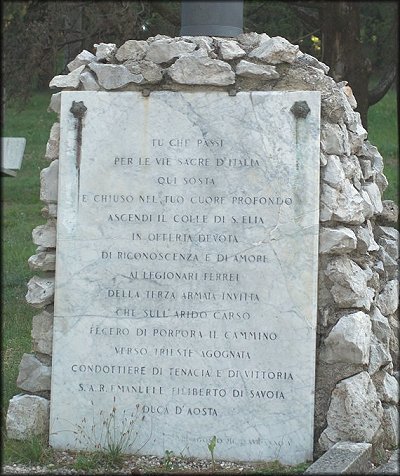 TU CHE PASSI
PER LE VIE SACRE D'ITALIA
QUI SOSTA
E CHIUSO NEL TUO CUORE PROFONDO
ASCENDI IL COLLE DI S. ELIA
IN OFFERTA DEVOTA
DI RICONOSCENZA E DI AMORE
AI LEGIONARI FERREI
DELLA TERZA ARMATA INVITTA
CHE SULL'ARIDO CARSO
FECERO DI PORPORA IL CAMMINO
VERSO TRIESTE AGOGNATA
CONDOTTIERO DI TENACIA E DI VITTORIA
S.A.R. EMANUELE FILIBERTO DI SAVOIA
DUCA D'AOSTA
AGOSTO